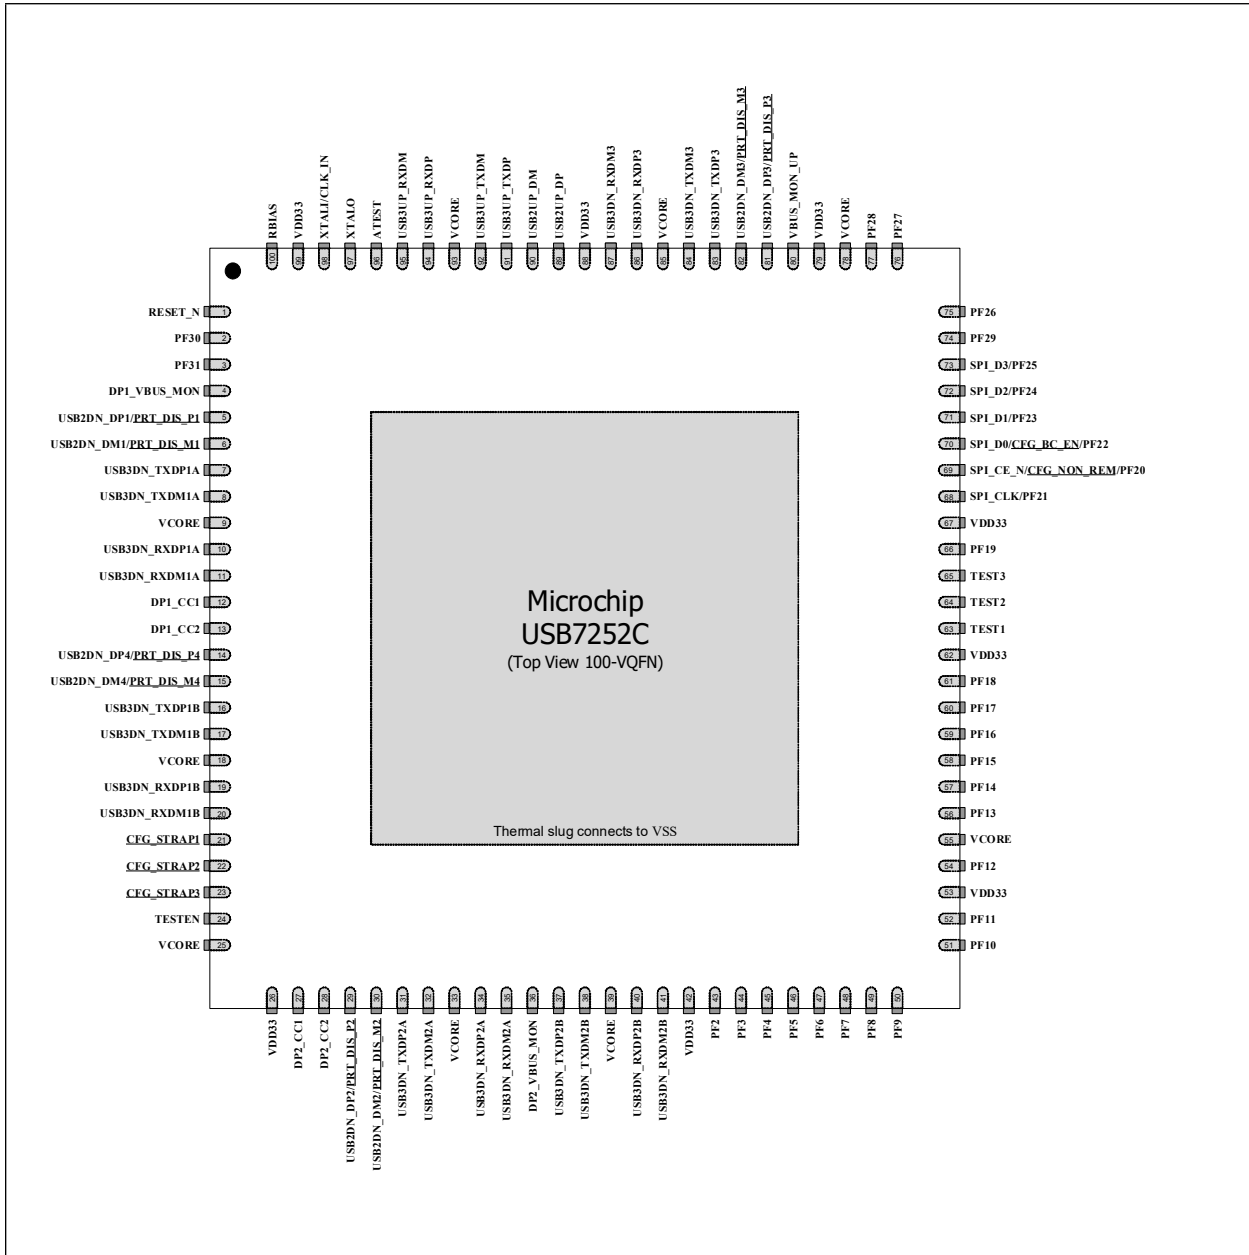 RBIAS
VDD33
XTALI/CLK_IN
XTALO
ATEST
USB3UP_RXDM
USB3UP_RXDP
VCORE
USB3UP_TXDM
USB3UP_TXDP
USB2UP_DM
USB2UP_DP
VDD33
USB3DN_RXDM3
USB3DN_RXDP3
VCORE
USB3DN_TXDM3
USB3DN_TXDP3
USB2DN_DM3/PRT_DIS_M3
USB2DN_DP3/PRT_DIS_P3
VBUS_MON_UP
VDD33
VCORE
PF28
PF27
100
99
98
97
96
95
94
93
92
91
90
89
88
87
86
85
84
83
82
81
80
79
78
77
76
RESET_N 1
PF30 2
PF31 3
DP1_VBUS_MON 4
USB2DN_DP1/PRT_DIS_P1 5
USB2DN_DM1/PRT_DIS_M1 6
USB3DN_TXDP1A 7
USB3DN_TXDM1A 8
VCORE 9
USB3DN_RXDP1A 10
USB3DN_RXDM1A 11
DP1_CC1 12
DP1_CC2 13
USB2DN_DP4/PRT_DIS_P4 14
USB2DN_DM4/PRT_DIS_M4 15
USB3DN_TXDP1B 16
USB3DN_TXDM1B 17
VCORE 18
USB3DN_RXDP1B 19
USB3DN_RXDM1B 20
CFG_STRAP1 21
CFG_STRAP2 22
CFG_STRAP3 23
TESTEN 24
VCORE 25
Microchip
USB7252C
(Top View 100-VQFN)
Thermal slug connects to VSS
75 PF26
74 PF29
73 SPI_D3/PF25
72 SPI_D2/PF24
71 SPI_D1/PF23
70 SPI_D0/CFG_BC_EN/PF22
69 SPI_CE_N/CFG_NON_REM/PF20
68 SPI_CLK/PF21
67 VDD33
66 PF19
65 TEST3
64 TEST2
63 TEST1
62 VDD33
61 PF18
60 PF17
59 PF16
58 PF15
57 PF14
56 PF13
55 VCORE
54 PF12
53 VDD33
52 PF11
51 PF10
26
27
28
29
30
31
32
33
34
35
36
37
38
39
40
41
42
43
44
45
46
47
48
49
50
VDD33
DP2_CC1
DP2_CC2
USB2DN_DP2/PRT_DIS_P2
USB2DN_DM2/PRT_DIS_M2
USB3DN_TXDP2A
USB3DN_TXDM2A
VCORE
USB3DN_RXDP2A
USB3DN_RXDM2A
DP2_VBUS_MON
USB3DN_TXDP2B
USB3DN_TXDM2B
VCORE
USB3DN_RXDP2B
USB3DN_RXDM2B
VDD33
PF2
PF3
PF4
PF5
PF6
PF7
PF8
PF9